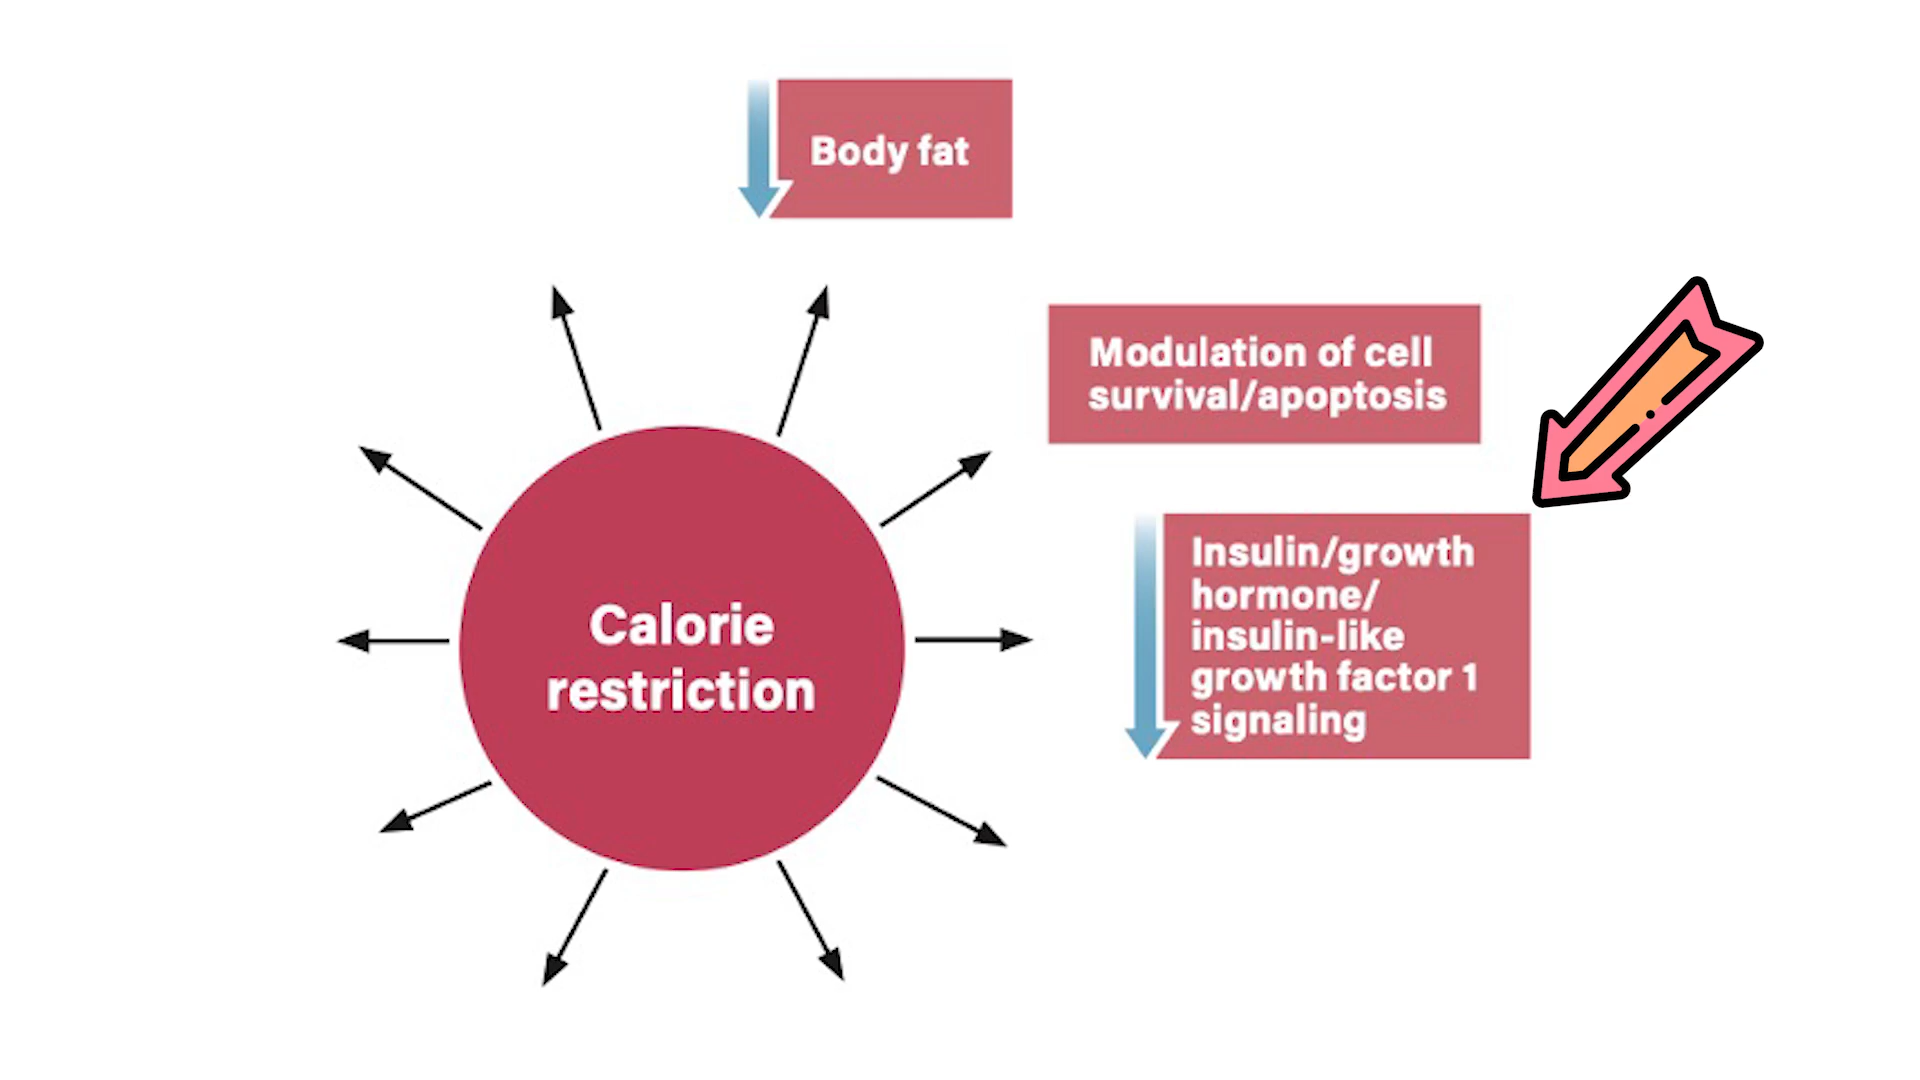 Body fat
Modulation of cell
survival/apoptosis
Insulin/growth
hormone/
insulin-like
growth factor 1
signaling
Calorie
restriction